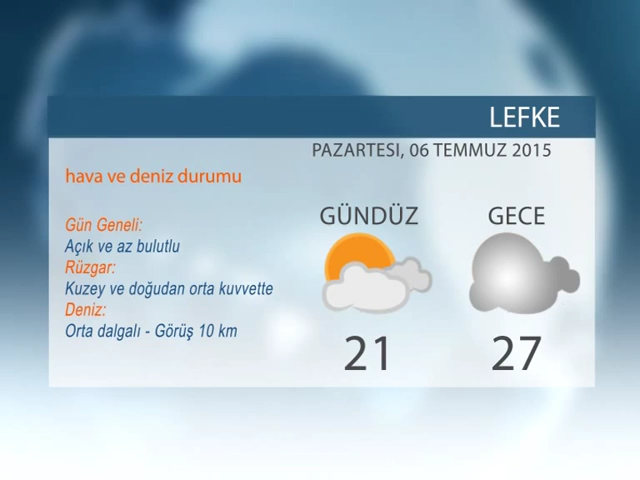 LEFKE
PAZARTESI, 06 TEMMUZ 2015
hava ve deniz durumu
Gün Geneli:
Açık ve az bulutlu
Rüzgar:
Kuzey ve doğudan orta kuvvette
Deniz:
Orta dalgalı - Görüş 10 km
GÜNDÜZ
21
GECE
27